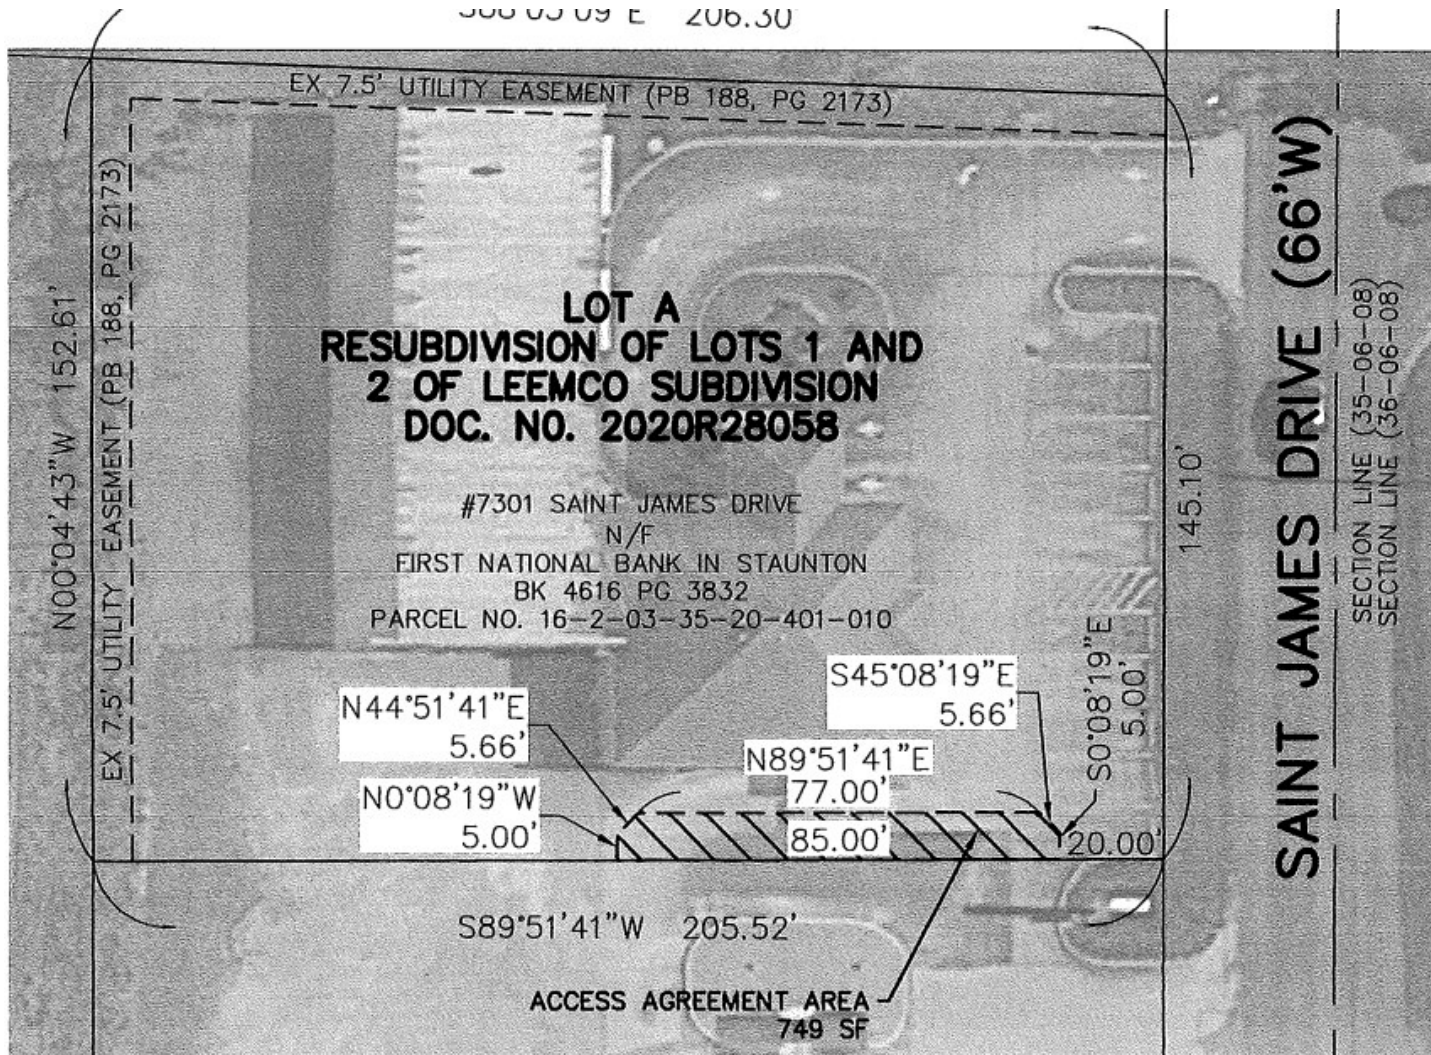 206.30'
EX 7.5' UTILITY EASEMENT (PB 188, PG 2173)
EX 7.5' UTILITY EASEMENT (PB 188, PG 2173)
N00°04'43"W 152.61'
LOT A
RESUBDIVISION OF LOTS 1 AND
2 OF LEEMCO SUBDIVISION
DOC. NO. 2020R28058
#7301 SAINT JAMES DRIVE
N/F
FIRST NATIONAL BANK IN STAUNTON
BK 4616 PG 3832
PARCEL NO. 16-2-03-35-20-401-010
145.10'
SAINT JAMES DRIVE (66'W)
SECTION LINE (35-06-08)
SECTION LINE (36-06-08)
N44°51'41"E
5.66'
S45°08'19"E
5.66'
S0°08'19"E
5.00'
N89°51'41"E
77.00'
N0°08'19"W
5.00'
85.00'
20.00'
S89°51'41"W 205.52'
ACCESS AGREEMENT AREA
749 SF